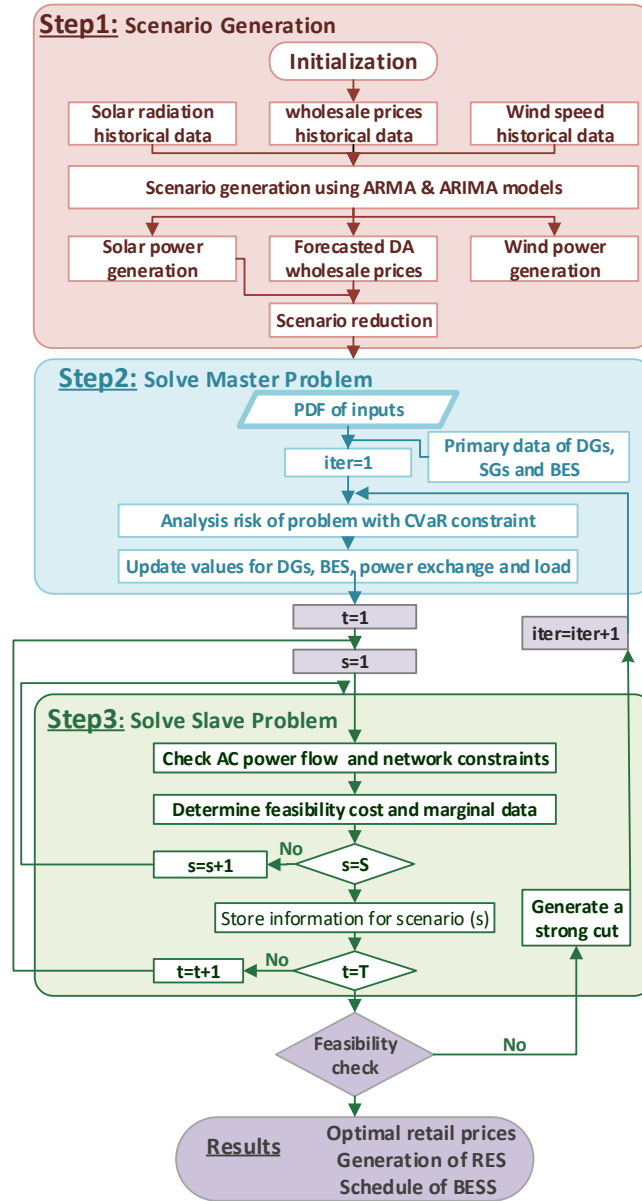 Step1: Scenario Generation
Initialization
Solar radiation
historical data
wholesale prices
historical data
Wind speed
historical data
Scenario generation using ARMA & ARIMA models
Solar power
generation
Forecasted DA
wholesale prices
Wind power
generation
Scenario reduction
Step2: Solve Master Problem
PDF of inputs
Primary data of DGs,
SGs and BES
iter=1
Analysis risk of problem with CVaR constraint
Update values for DGs, BES, power exchange and load
t=1
iter=iter+1
s=1
Step3: Solve Slave Problem
Check AC power flow and network constraints
Determine feasibility cost and marginal data
s=s+1
No
s=S
Store information for scenario (s)
Generate a
strong cut
t=t+1
No
t=T
Feasibility
check
No
Results
Optimal retail prices
Generation of RES
Schedule of BESS